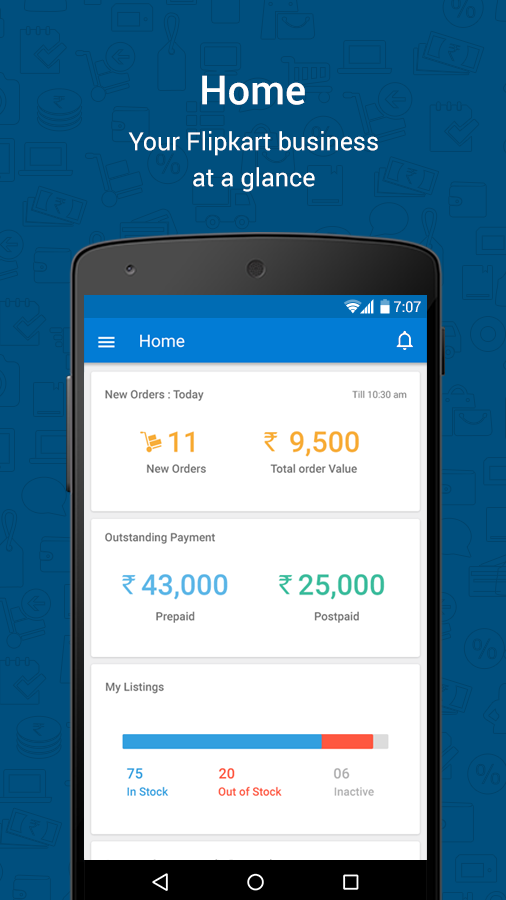 Home
Your Flipkart business
at a glance
7:07
Home
New Orders : Today
Till 10:30 am
11
₹ 9,500
New Orders
Total order Value
Outstanding Payment
₹ 43,000
₹ 25,000
Prepaid
Postpaid
My Listings
75
20
06
In Stock
Out of Stock
Inactive